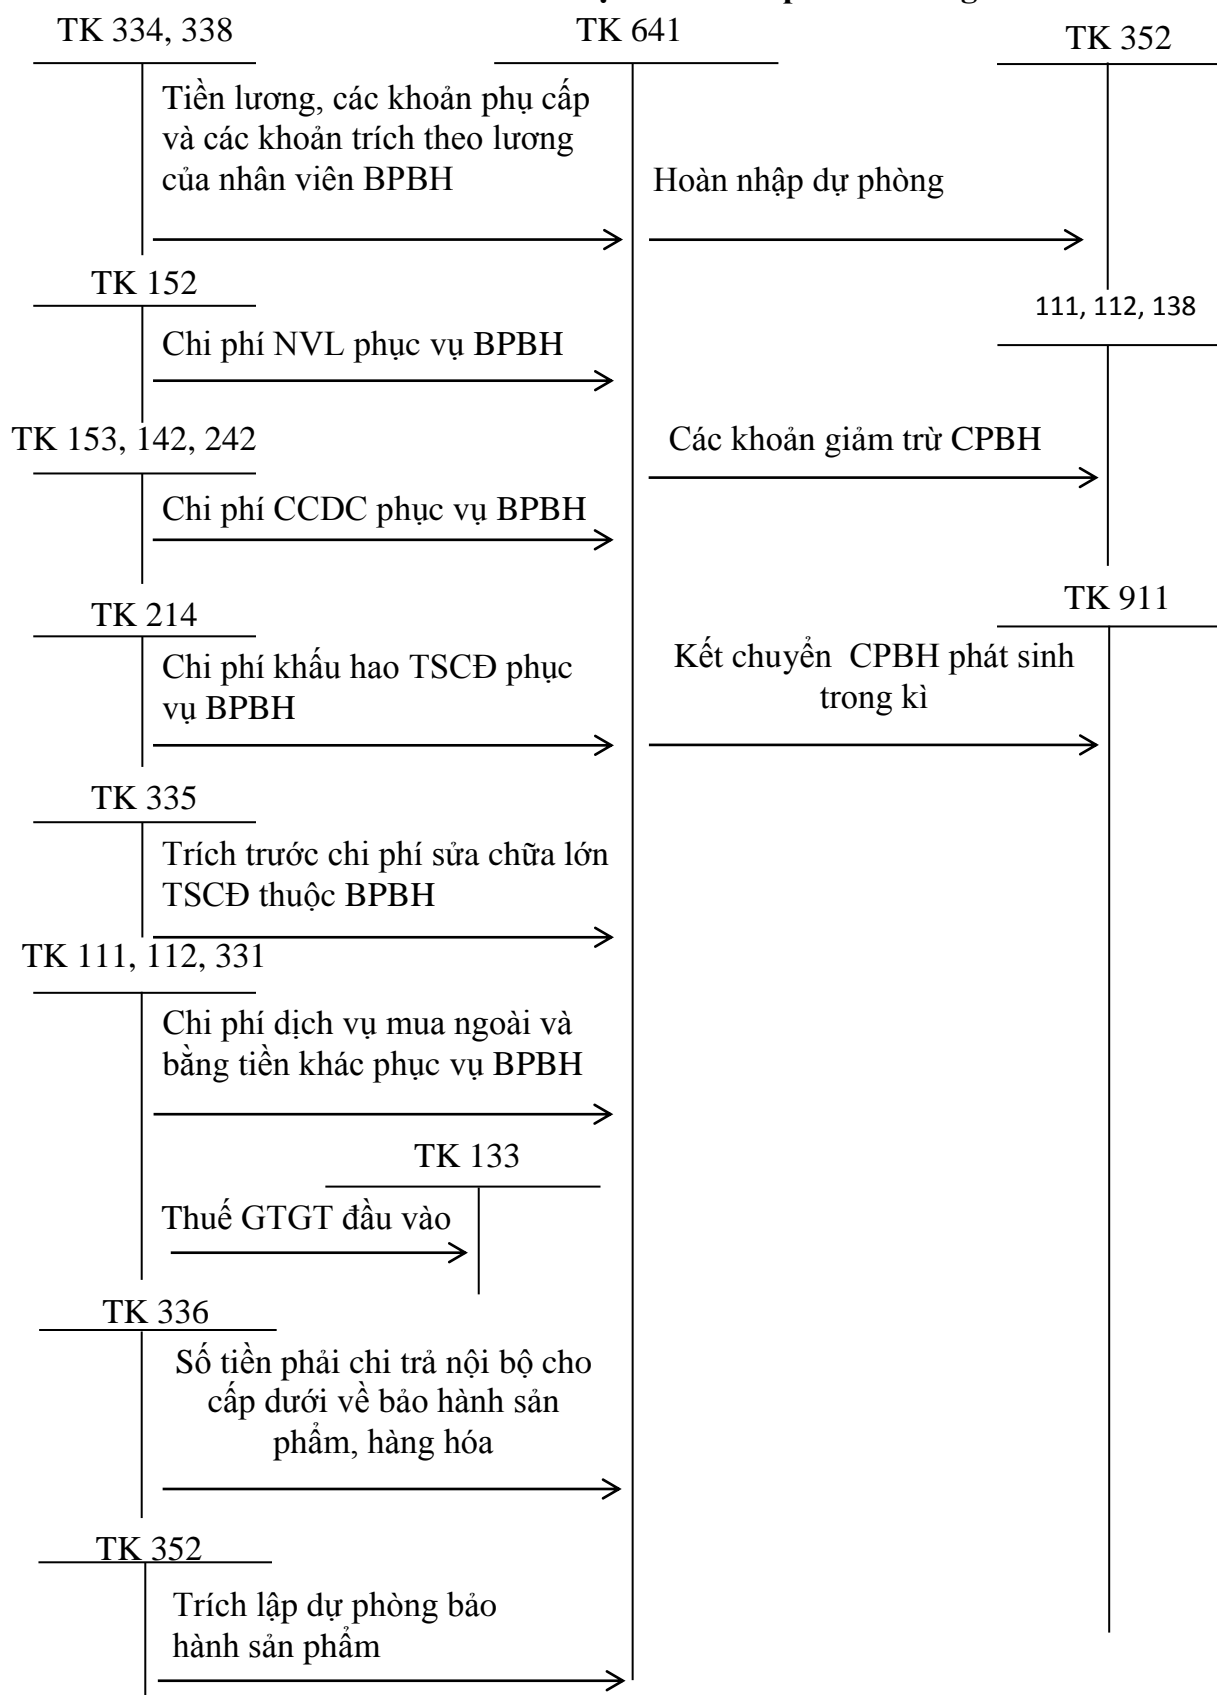 TK 334, 338
TK 641
TK 352
Tiền lương, các khoản phụ cấp
và các khoản trích theo lương
của nhân viên BPBH
Hoàn nhập dự phòng
TK 152
111, 112, 138
Chi phí NVL phục vụ BPBH
TK 153, 142, 242
Các khoản giảm trừ CPBH
Chi phí CCDC phục vụ BPBH
TK 214
TK 911
Chi phí khấu hao TSCĐ phục
vụ BPBH
Kết chuyển CPBH phát sinh
trong kì
TK 335
Trích trước chi phí sửa chữa lớn
TSCĐ thuộc BPBH
TK 111, 112, 331
Chi phí dịch vụ mua ngoài và
bằng tiền khác phục vụ BPBH
TK 133
Thuế GTGT đầu vào
TK 336
Số tiền phải chi trả nội bộ cho
cấp dưới về bảo hành sản
phẩm, hàng hóa
TK 352
Trích lập dự phòng bảo
hành sản phẩm